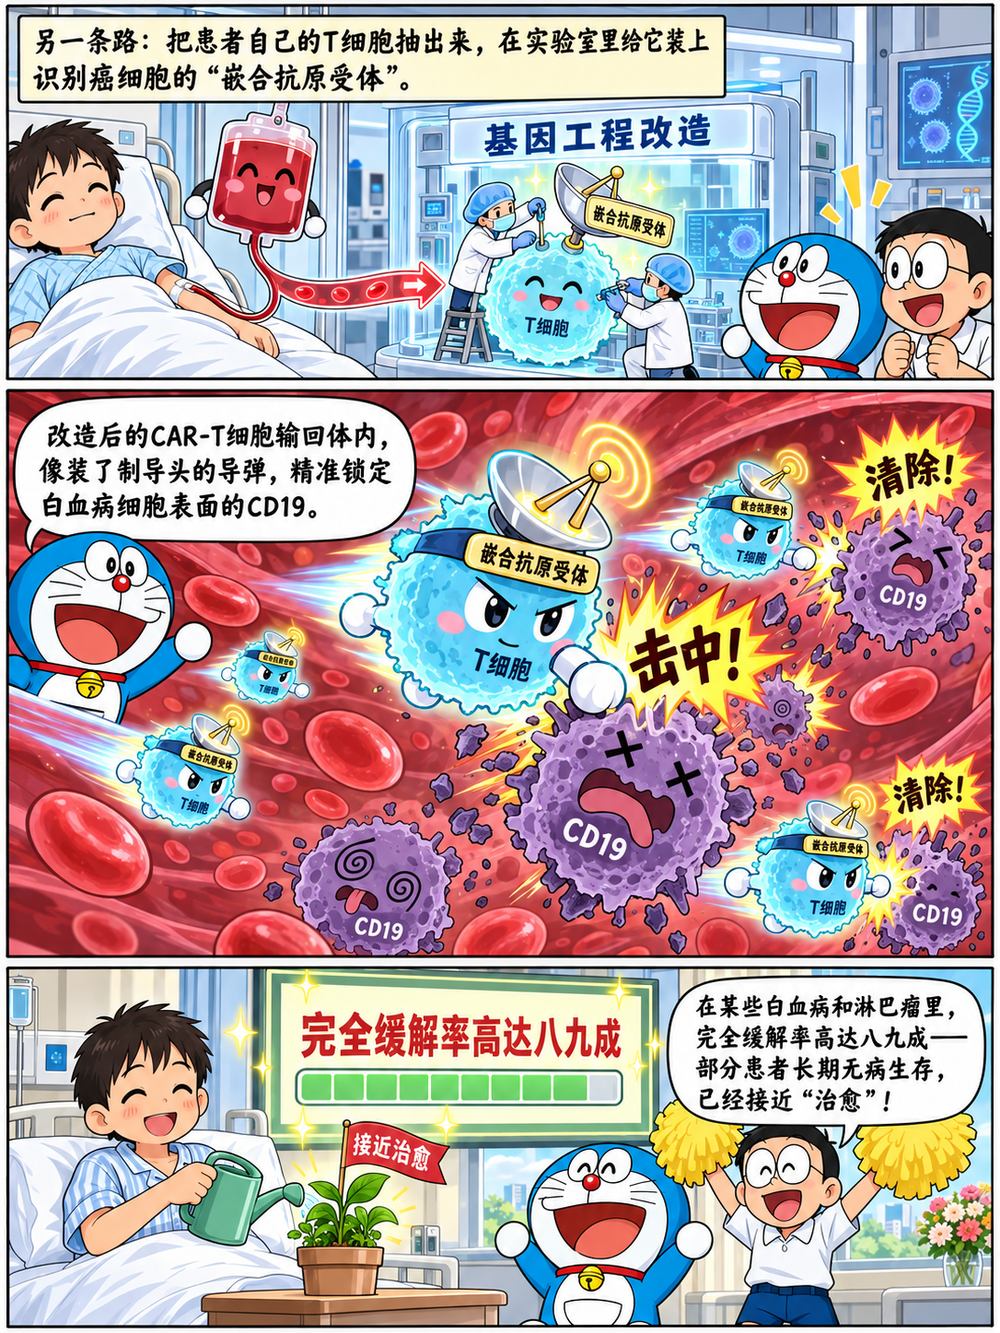 另一条路：把患者自己的T细胞抽出来，在实验室里给它装上
识别癌细胞的“嵌合抗原受体”。
基因工程改造
嵌合抗原受体
T细胞
改造后的CAR-T细胞输回体内，
像装了制导头的导弹，精准锁定
白血病细胞表面的CD19。
嵌合抗原受体
T细胞
嵌合抗原受体
T细胞
清除！
CD19
击中！
嵌合抗原受体
T细胞
嵌合抗原受体
T细胞
CD19
CD19
清除！
嵌合抗原受体
T细胞
CD19
完全缓解率高达八九成
接近治愈
在某些白血病和淋巴瘤里，
完全缓解率高达八九成——
部分患者长期无病生存，
已经接近“治愈”！